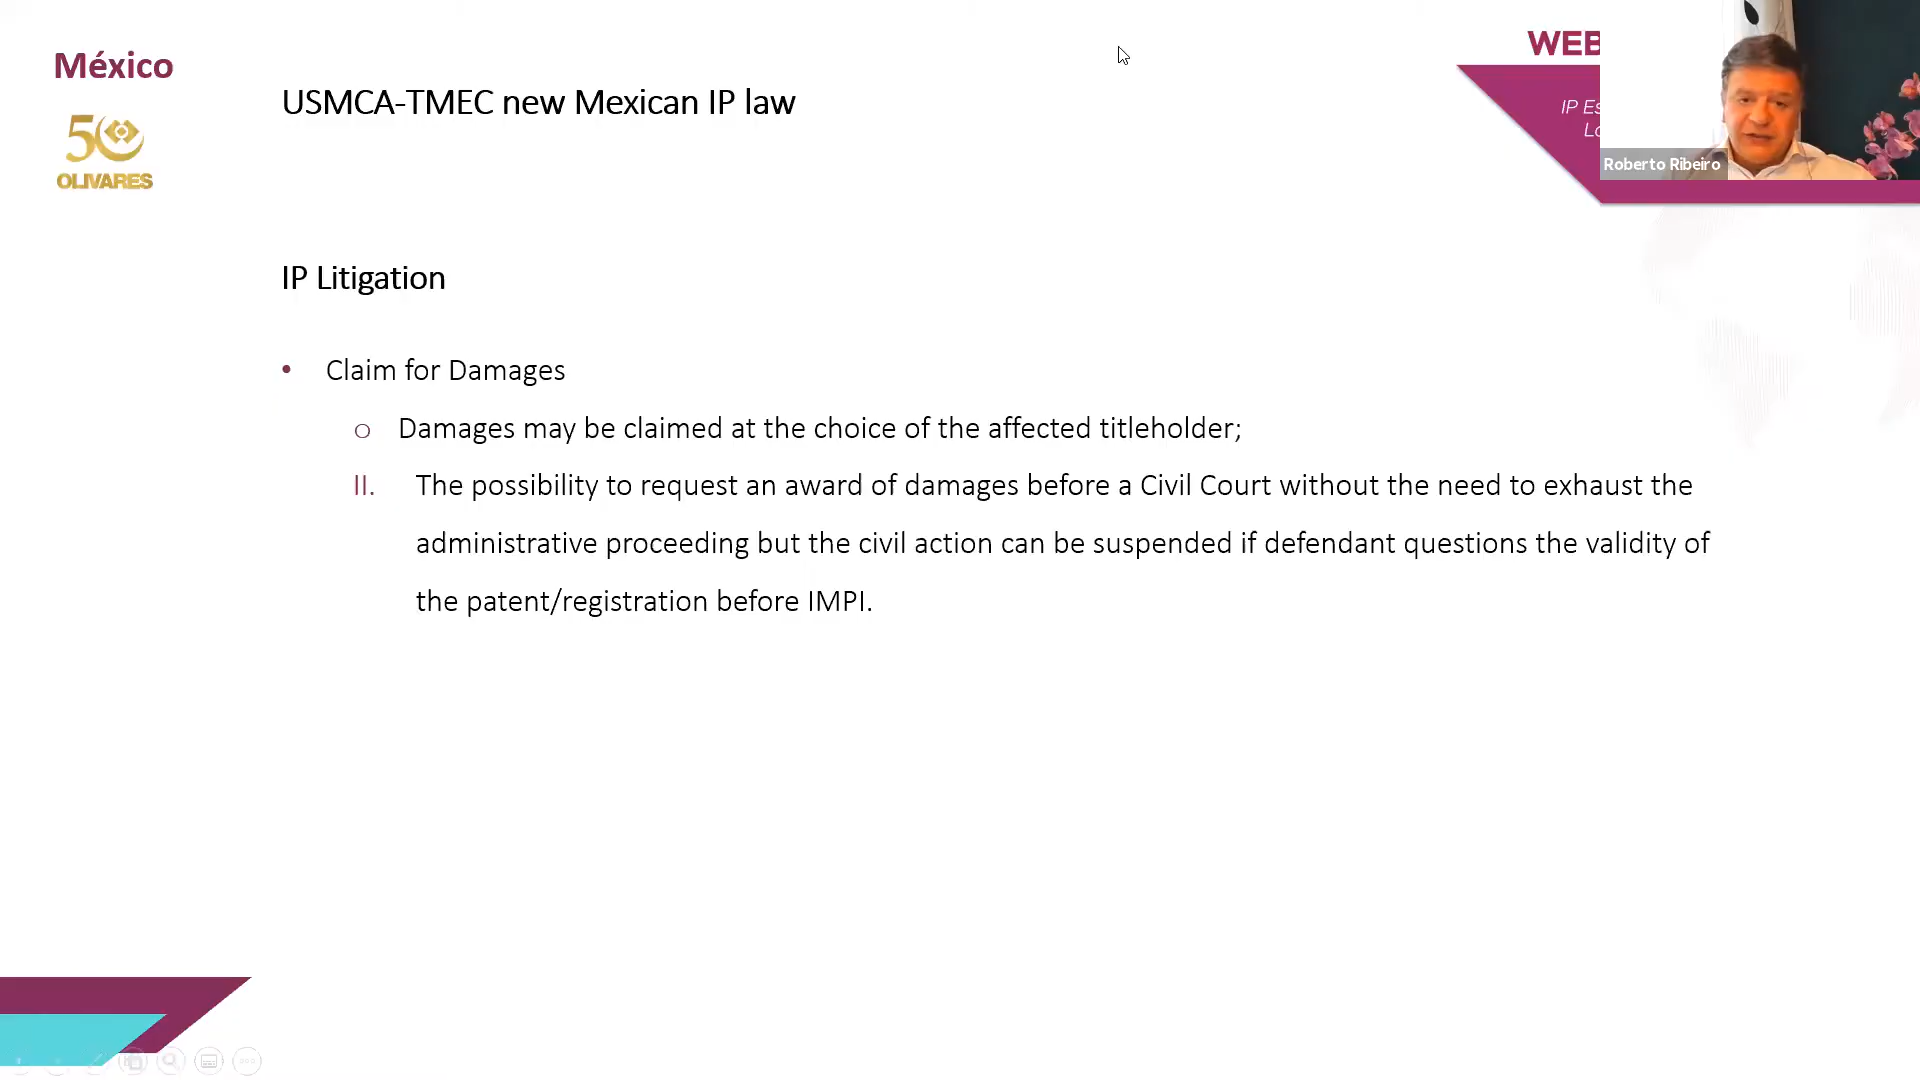 México
50
OLIVARES
USMCA-TMEC new Mexican IP law
WEB
IP Es
Lo
Roberto Ribeiro
IP Litigation
• Claim for Damages
o Damages may be claimed at the choice of the affected titleholder;
II. The possibility to request an award of damages before a Civil Court without the need to exhaust the
administrative proceeding but the civil action can be suspended if defendant questions the validity of
the patent/registration before IMPI.